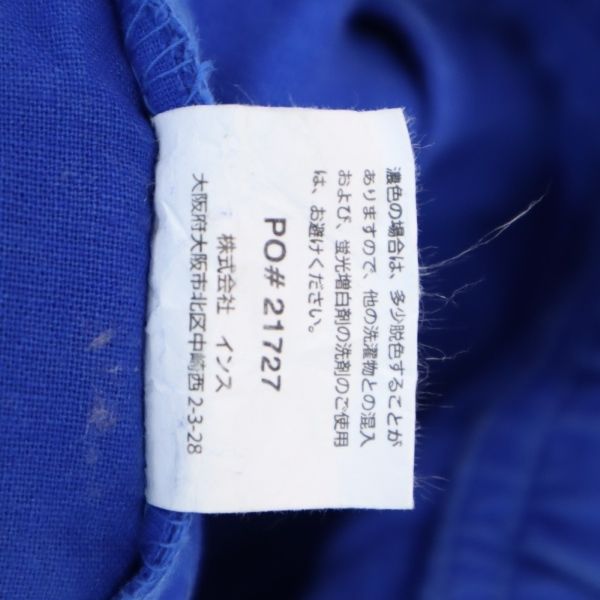 濃色の場合は、多少脱色することが
ありますので、他の洗濯物との混入
および、蛍光増白剤の洗剤のご使用
は、お避けください。
PO# 21727
株式会社 インス
大阪府大阪市北区中崎西 2-3-28